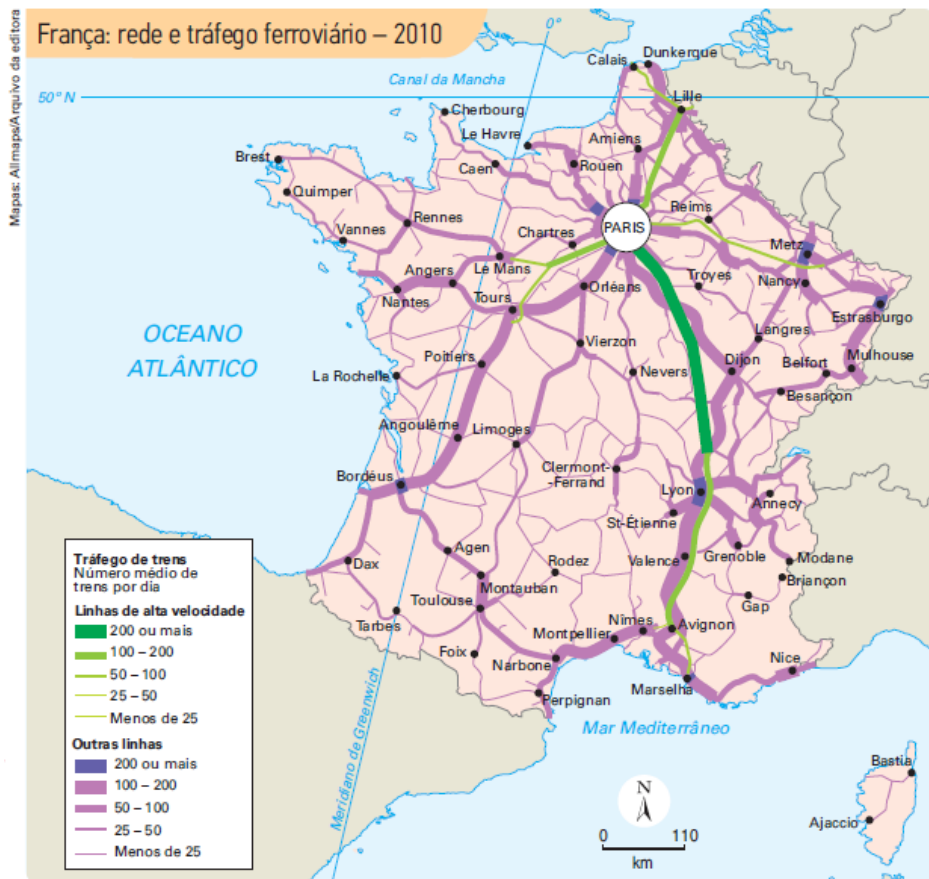 Mapas: Allmaps/Arquivo da editora
França: rede e tráfego ferroviário – 2010
0°
Canal da Mancha
50° N
Calais
Dunkerque
Lille
Cherbourg
Le Havre
Amiens
Rouen
Caen
Brest
Quimper
Rennes
Vannes
Chartres
PARIS
Reims
Metz
Le Mans
Angers
Nantes
Tours
Orléans
Troyes
Nancy
Estrasburgo
OCEANO
ATLÂNTICO
Poitiers
Vierzon
Langres
La Rochelle
Nevers
Dijon
Belfort
Mulhouse
Besançon
Angoulême
Limoges
Bordéus
Clermont-
-Ferrand
Lyon
Annecy
St-Étienne
Agen
Rodez
Valence
Grenoble
Modane
Briançon
Dax
Montauban
Gap
Toulouse
Tarbes
Nîmes
Avignon
Montpellier
Foix
Narbone
Nice
Perpignan
Marselha
Mar Mediterrâneo
Meridiano de Greenwich
Bastia
Ajaccio
N
0 110
km
Tráfego de trens
Número médio de
trens por dia
Linhas de alta velocidade
200 ou mais
100 – 200
50 – 100
25 – 50
Menos de 25
Outras linhas
200 ou mais
100 – 200
50 – 100
25 – 50
Menos de 25